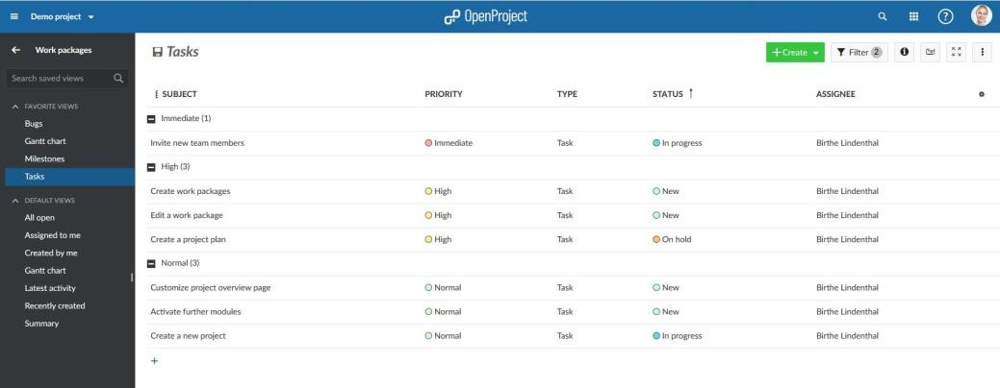 Demo project
OpenProject
Work packages
Search saved views
FAVORITE VIEWS
Bugs
Gantt chart
Milestones
Tasks
DEFAULT VIEWS
All open
Assigned to me
Created by me
Gantt chart
Latest activity
Recently created
Summary
Tasks
+ Create
Filter 2
SUBJECT PRIORITY TYPE STATUS ASSIGNEE
Immediate (1)
Invite new team members Immediate Task In progress Birthe Lindenthal
High (3)
Create work packages High Task New Birthe Lindenthal
Edit a work package High Task New Birthe Lindenthal
Create a project plan High Task On hold Birthe Lindenthal
Normal (3)
Customize project overview page Normal Task New Birthe Lindenthal
Activate further modules Normal Task New Birthe Lindenthal
Create a new project Normal Task In progress Birthe Lindenthal
+